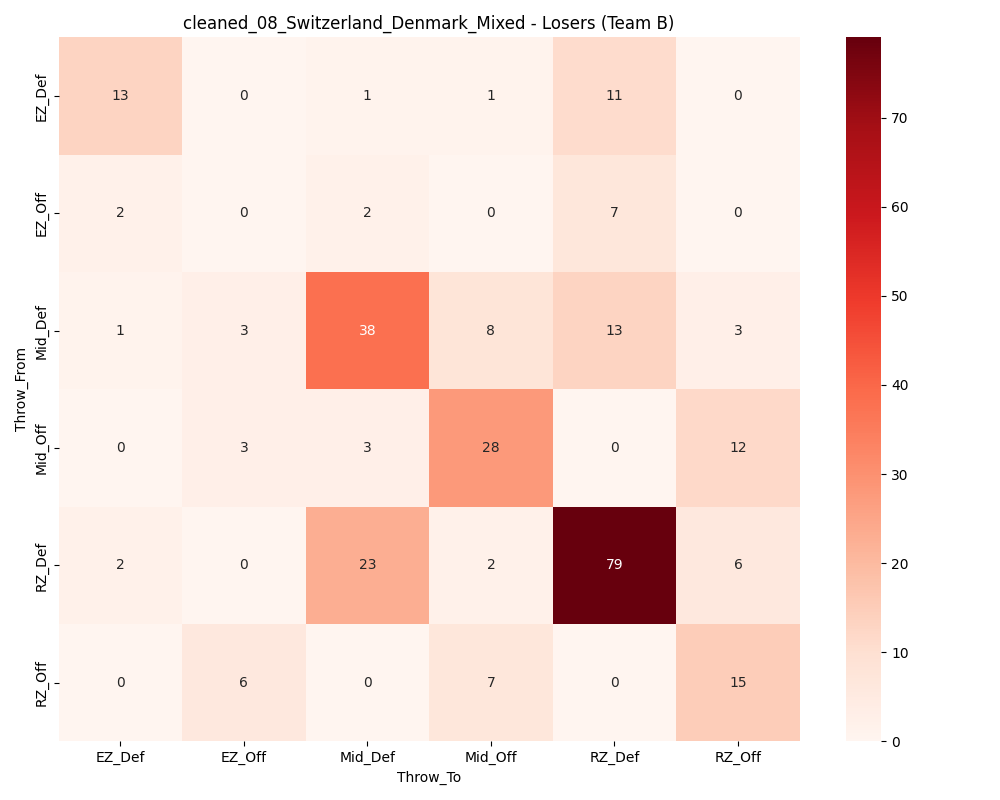 cleaned_08_Switzerland_Denmark_Mixed - Losers (Team B)
Throw_From
EZ_Def 13 0 1 1 11 0
EZ_Off 2 0 2 0 7 0
Mid_Def 1 3 38 8 13 3
Mid_Off 0 3 3 28 0 12
RZ_Def 2 0 23 2 79 6
RZ_Off 0 6 0 7 0 15
EZ_Def EZ_Off Mid_Def Mid_Off RZ_Def RZ_Off
Throw_To
70
60
50
40
30
20
10
0